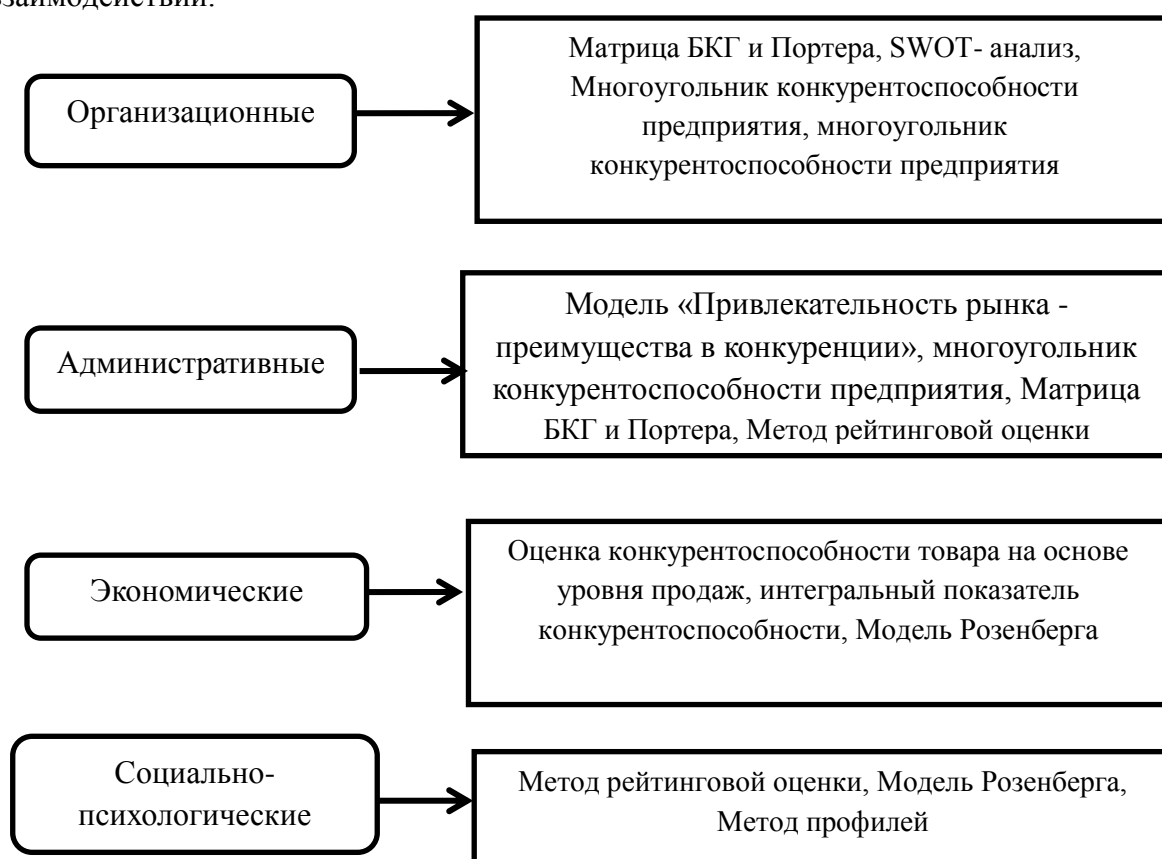 взаимодействии.
Организационные
Матрица БКГ и Портера, SWOT- анализ,
Многоугольник конкурентоспособности
предприятия, многоугольник
конкурентоспособности предприятия
Административные
Модель «Привлекательность рынка -
преимущества в конкуренции», многоугольник
конкурентоспособности предприятия, Матрица
БКГ и Портера, Метод рейтинговой оценки
Экономические
Оценка конкурентоспособности товара на основе
уровня продаж, интегральный показатель
конкурентоспособности, Модель Розенберга
Социально-
психологические
Метод рейтинговой оценки, Модель Розенберга,
Метод профилей